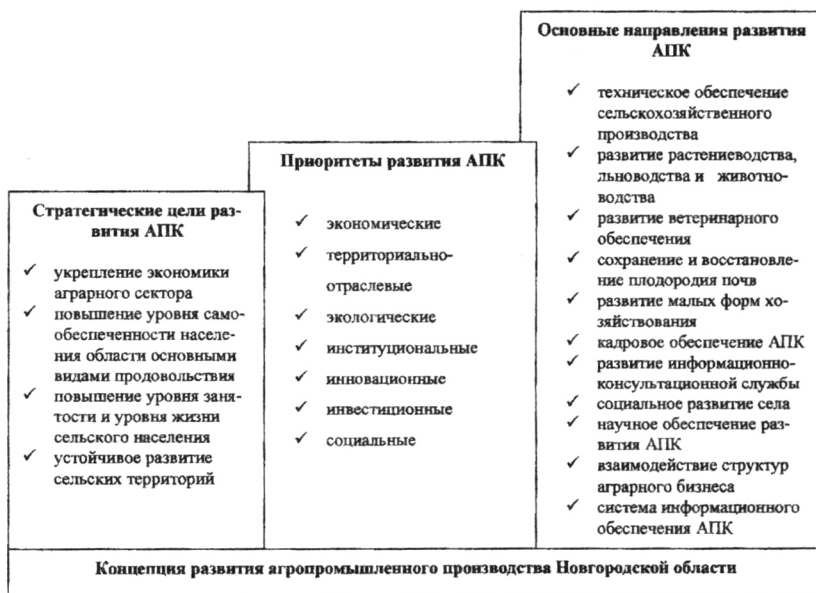 Стратегические цели раз-
вития АПК
✓ укрепление экономики
аграрного сектора
✓ повышение уровня само-
обеспеченности населе-
ния области основными
видами продовольствия
✓ повышение уровня заня-
тости и уровня жизни
сельского населения
✓ устойчивое развитие
сельских территорий
Приоритеты развития АПК
✓ экономические
✓ территориально-
отраслевые
✓ экологические
✓ институциональные
✓ инновационные
✓ инвестиционные
✓ социальные
Основные направления развития
АПК
✓ техническое обеспечение
сельскохозяйственного
производства
✓ развитие растениеводства,
льноводства и животно-
водства
✓ развитие ветеринарного
обеспечения
✓ сохранение и восстановле-
ние плодородия почв
✓ развитие малых форм хо-
зяйствования
✓ кадровое обеспечение АПК
✓ развитие информационно-
консультационной службы
✓ социальное развитие села
✓ научное обеспечение раз-
вития АПК
✓ взаимодействие структур
аграрного бизнеса
✓ система информационного
обеспечения АПК
Концепция развития агропромышленного производства Новгородской области